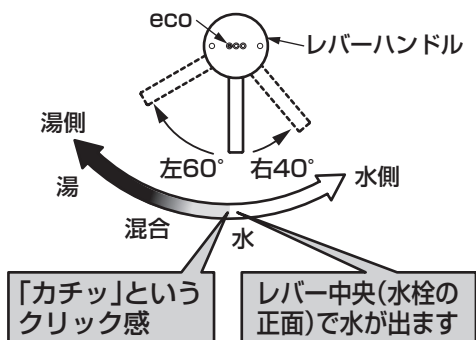 eco
レバーハンドル
左60°
右40°
湯側
湯
混合
水
水側
「カチッ」という
クリック感
レバー中央(水栓の
正面)で水が出ます